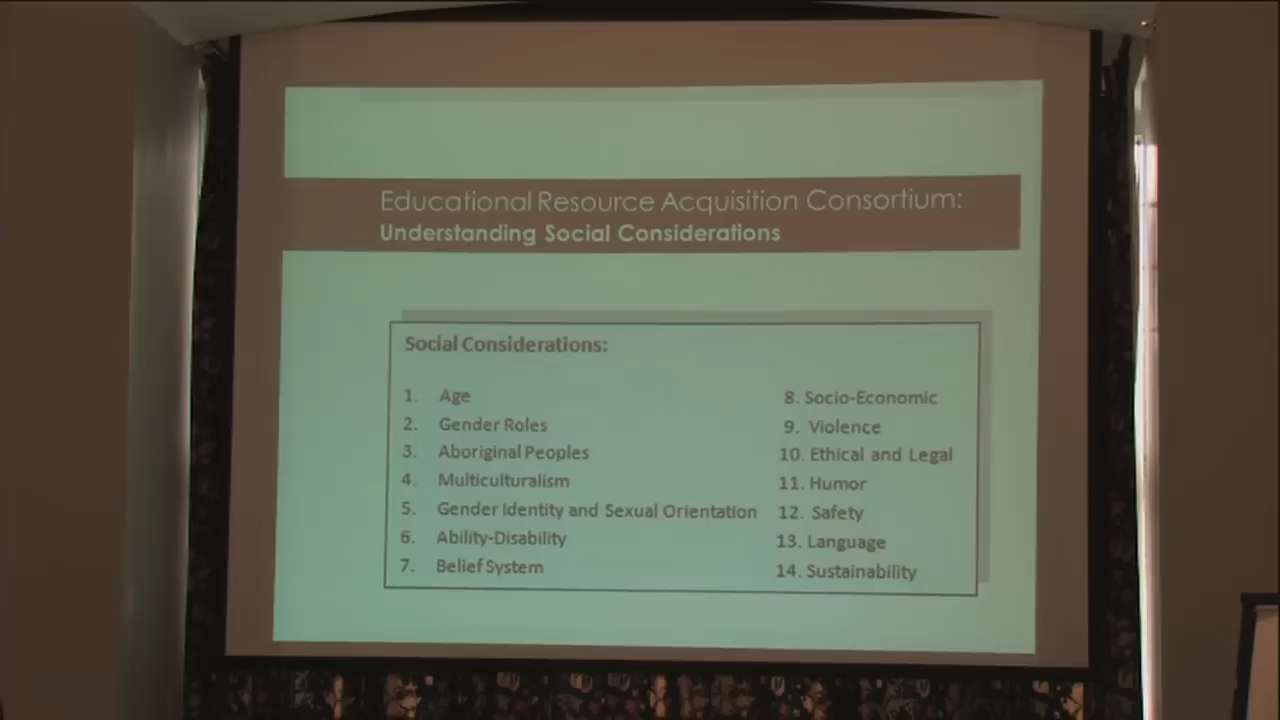 Educational Resource Acquisition Consortium:
Understanding Social Considerations
Social Considerations:
1. Age
2. Gender Roles
3. Aboriginal Peoples
4. Multiculturalism
5. Gender Identity and Sexual Orientation
6. Ability-Disability
7. Belief System
8. Socio-Economic
9. Violence
10. Ethical and Legal
11. Humor
12. Safety
13. Language
14. Sustainability